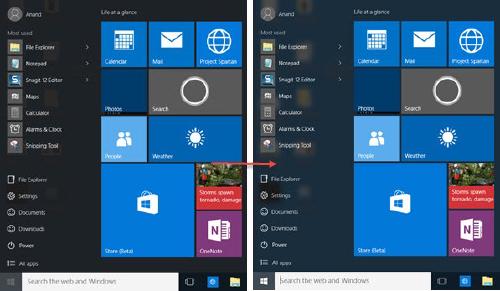 Anand
Life at a glance
Most used
File Explorer
Notepad
Snagit 12 Editor
Maps
Calculator
Alarms & Clock
Snipping Tool
File Explorer
Settings
Documents
Downloads
Power
All apps
Calendar
Mail
Project Spartan
Photos
Search
People
Weather
Store (Beta)
Storms spawn
tornado, damage
OneNote
Search the web and Windows
Anand
Life at a glance
Most used
File Explorer
Notepad
Snagit 12 Editor
Maps
Calculator
Alarms & Clock
Snipping Tool
File Explorer
Settings
Documents
Downloads
Power
All apps
Calendar
Mail
Project Spartan
Photos
Search
People
Weather
Store (Beta)
Storms spawn
tornado, damage
OneNote
Search the web and Windows